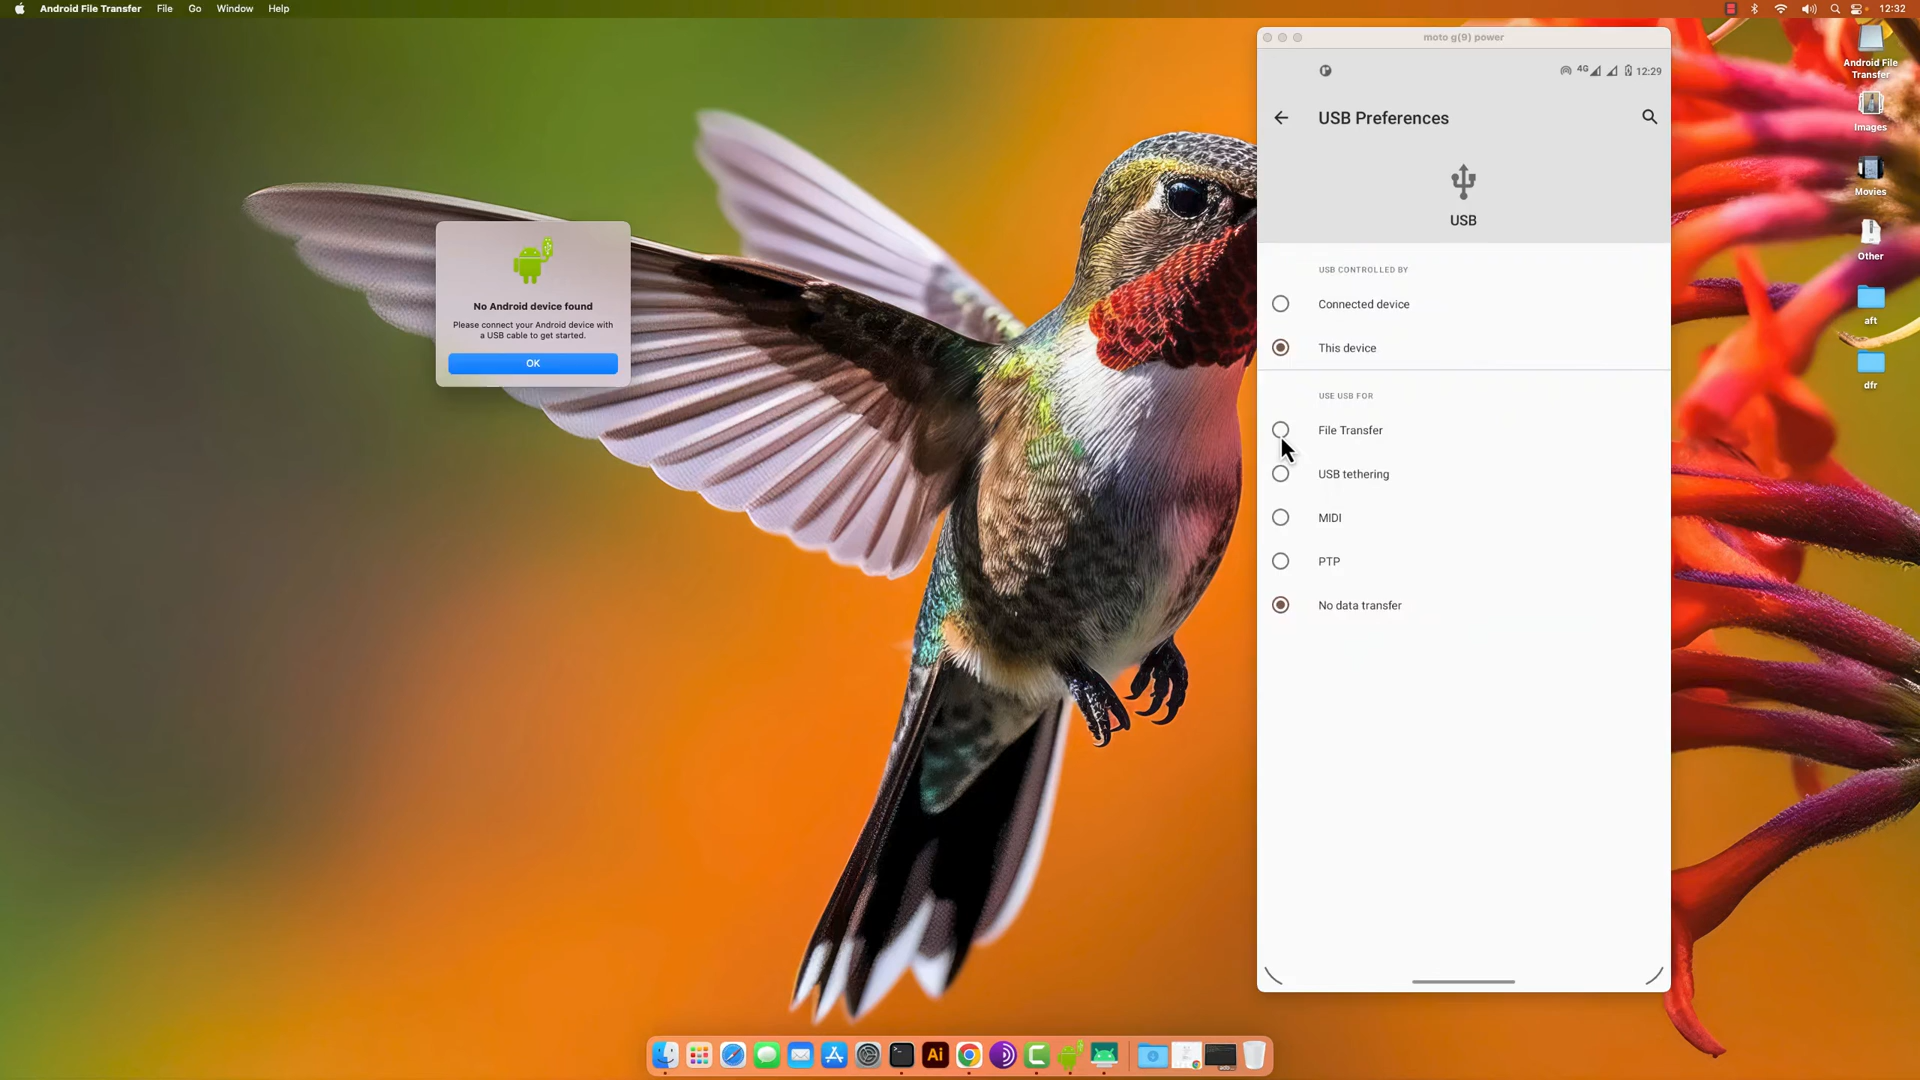 Android File Transfer File Go Window Help
12:32
moto g(9) power
4G 12:29
USB Preferences
USB
USB CONTROLLED BY
Connected device
This device
USE USB FOR
File Transfer
USB tethering
MIDI
PTP
No data transfer
No Android device found
Please connect your Android device with
a USB cable to get started.
OK
Android File
Transfer
Images
Movies
Other
aft
dfr
Ai